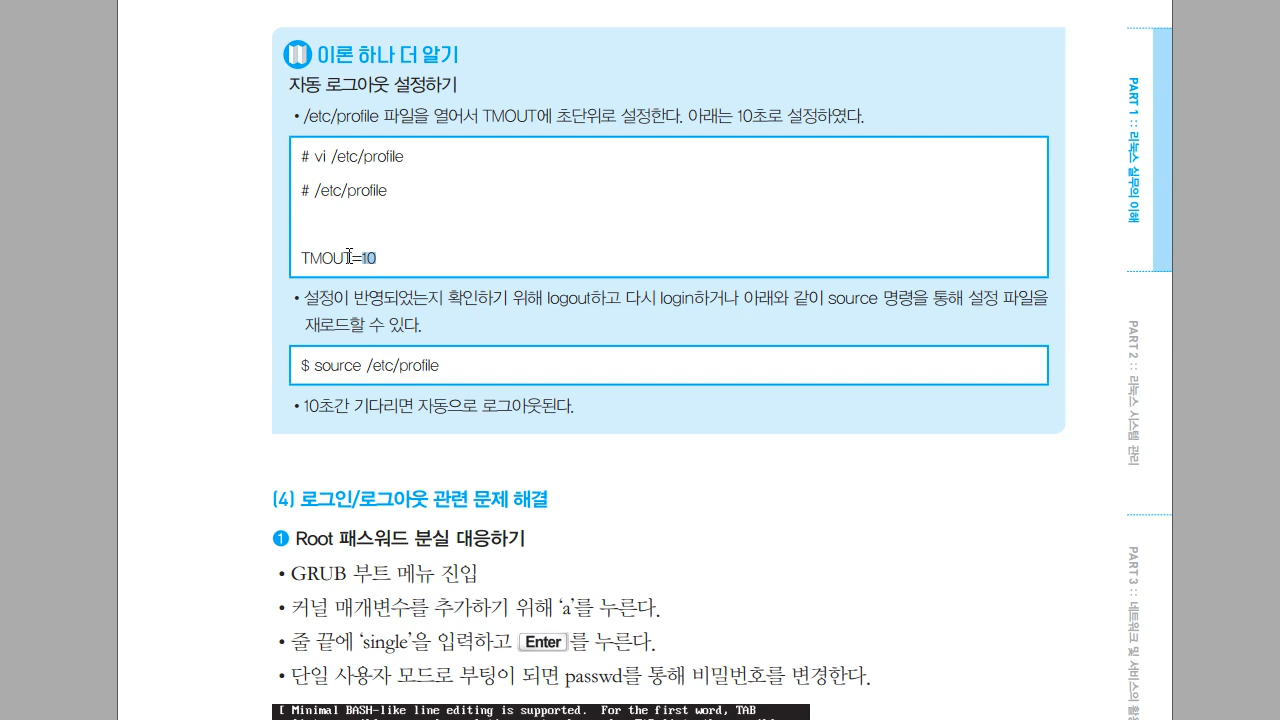 이론 하나 더 알기
자동 로그아웃 설정하기
• /etc/profile 파일을 열어서 TMOUT에 초단위로 설정한다. 아래는 10초로 설정하였다.
# vi /etc/profile
# /etc/profile
TMOUT=10
• 설정이 반영되었는지 확인하기 위해 logout하고 다시 login하거나 아래와 같이 source 명령을 통해 설정 파일을
재로드할 수 있다.
$ source /etc/profile
• 10초간 기다리면 자동으로 로그아웃된다.
(4) 로그인/로그아웃 관련 문제 해결
❶ Root 패스워드 분실 대응하기
• GRUB 부트 메뉴 진입
• 커널 매개변수를 추가하기 위해 ‘a’를 누른다.
• 줄 끝에 ‘single’을 입력하고 Enter 를 누른다.
• 단일 사용자 모드로 부팅이 되면 passwd를 통해 비밀번호를 변경한다.
[ Minimal BASH-like line editing is supported.  For the first word, TAB
PART 1 :: 리눅스 실무의 이해
PART 2 :: 리눅스 시스템 관리
PART 3 :: 네트워크 및 서비스의 활